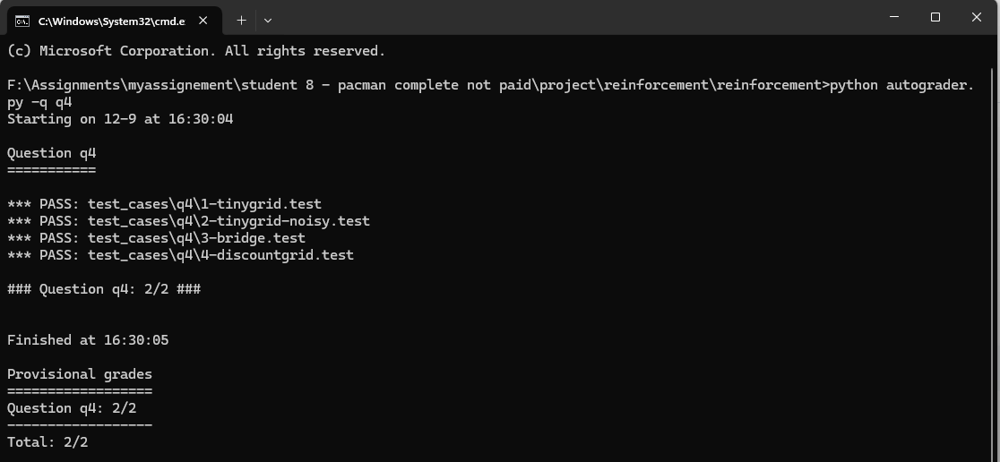 C:\Windows\System32\cmd.e
(c) Microsoft Corporation. All rights reserved.
F:\Assignments\myassignement\student 8 - pacman complete not paid\project\reinforcement\reinforcement>python autograder.
py -q q4
Starting on 12-9 at 16:30:04
Question q4
===========
*** PASS: test_cases\q4\1-tinygrid.test
*** PASS: test_cases\q4\2-tinygrid-noisy.test
*** PASS: test_cases\q4\3-bridge.test
*** PASS: test_cases\q4\4-discountgrid.test
### Question q4: 2/2 ###
Finished at 16:30:05
Provisional grades
==================
Question q4: 2/2
------------------
Total: 2/2